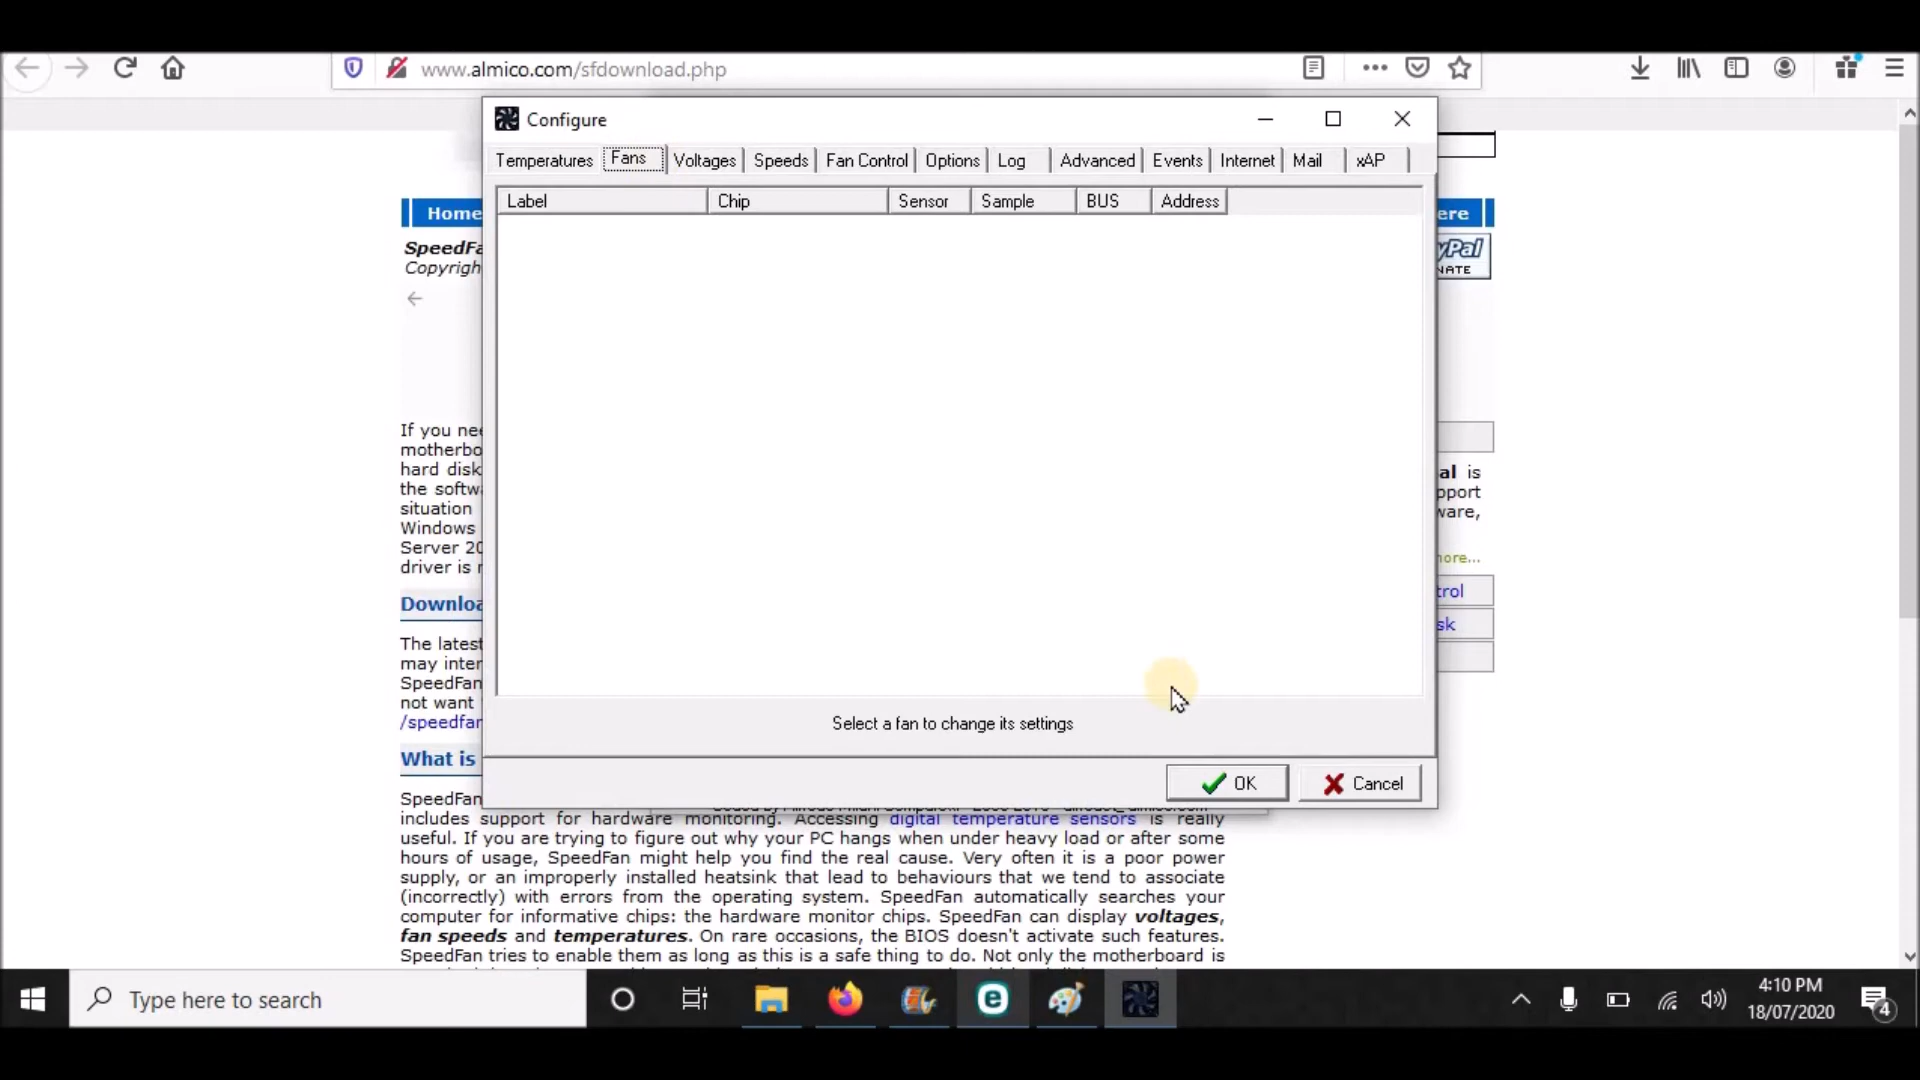 www.almico.com/sfdownload.php
Configure
Temperatures Fans Voltages Speeds Fan Control Options Log Advanced Events Internet Mail xAP
Label Chip Sensor Sample BUS Address
Home
ere
SpeedFa
Copyrigh
yPal
NATE
If you nee
motherbo
hard disk
the softwa
situation
Windows
Server 20
driver is r
al is
pport
ware,
ore...
trol
sk
Downloa
The latest
may inter
SpeedFan
not want
/speedfan
Select a fan to change its settings
OK Cancel
What is
SpeedFan
includes support for hardware monitoring. Accessing digital temperature sensors is really
useful. If you are trying to figure out why your PC hangs when under heavy load or after some
hours of usage, SpeedFan might help you find the real cause. Very often it is a poor power
supply, or an improperly installed heatsink that lead to behaviours that we tend to associate
(incorrectly) with errors from the operating system. SpeedFan automatically searches your
computer for informative chips: the hardware monitor chips. SpeedFan can display voltages,
fan speeds and temperatures. On rare occasions, the BIOS doesn't activate such features.
SpeedFan tries to enable them as long as this is a safe thing to do. Not only the motherboard is
Type here to search
4:10 PM
18/07/2020
4